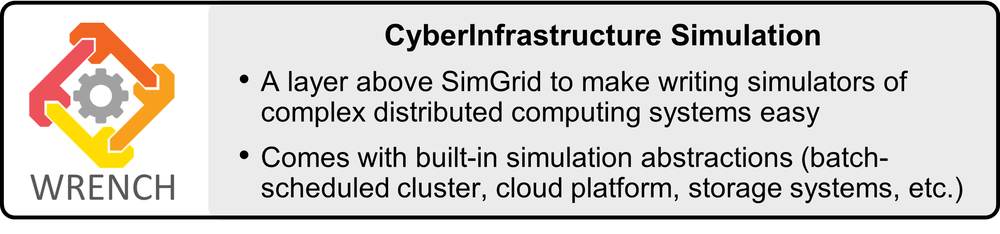 WRENCH
CyberInfrastructure Simulation
• A layer above SimGrid to make writing simulators of
complex distributed computing systems easy
• Comes with built-in simulation abstractions (batch-
scheduled cluster, cloud platform, storage systems, etc.)